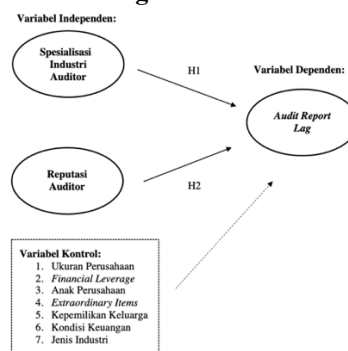 Variabel Independen:
Spesialisasi
Industri
Auditor
H1
Variabel Dependen:
Audit Report
Lag
Reputasi
Auditor
H2
Variabel Kontrol:
1. Ukuran Perusahaan
2. Financial Leverage
3. Anak Perusahaan
4. Extraordinary Items
5. Kepemilikan Keluarga
6. Kondisi Keuangan
7. Jenis Industri